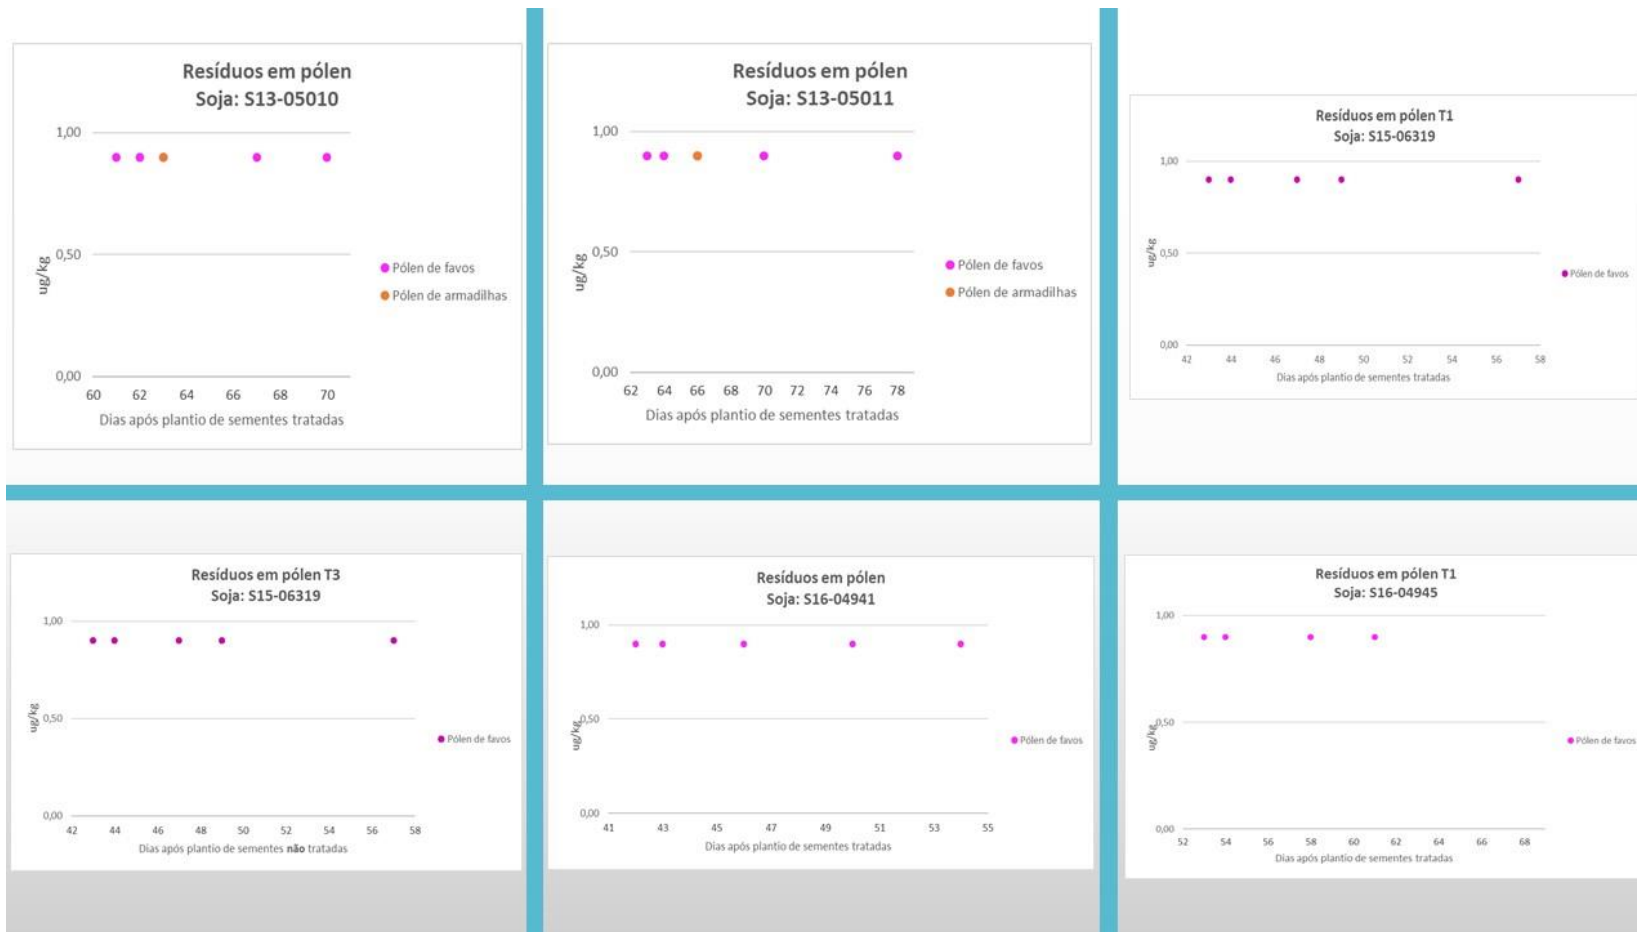 Resíduos em pólen
Soja: S13-05010
1,00
0,50
0,00
ug/kg
60 62 64 66 68 70
Dias após plantio de sementes tratadas
Pólen de favos
Pólen de armadilhas
Resíduos em pólen
Soja: S13-05011
1,00
0,50
0,00
ug/kg
62 64 66 68 70 72 74 76 78
Dias após plantio de sementes tratadas
Pólen de favos
Pólen de armadilhas
Resíduos em pólen T1
Soja: S15-06319
1,00
0,50
0,00
ug/kg
42 44 46 48 50 52 54 56 58
Dias após plantio de sementes tratadas
Pólen de favos
Resíduos em pólen T3
Soja: S15-06319
1,00
0,50
0,00
ug/kg
42 44 46 48 50 52 54 56 58
Dias após plantio de sementes não tratadas
Pólen de favos
Resíduos em pólen
Soja: S16-04941
1,00
0,50
0,00
ug/kg
41 43 45 47 49 51 53 55
Dias após plantio de sementes tratadas
Pólen de favos
Resíduos em pólen T1
Soja: S16-04945
1,00
0,50
0,00
ug/kg
52 54 56 58 60 62 64 66 68
Dias após plantio de sementes tratadas
Pólen de favos